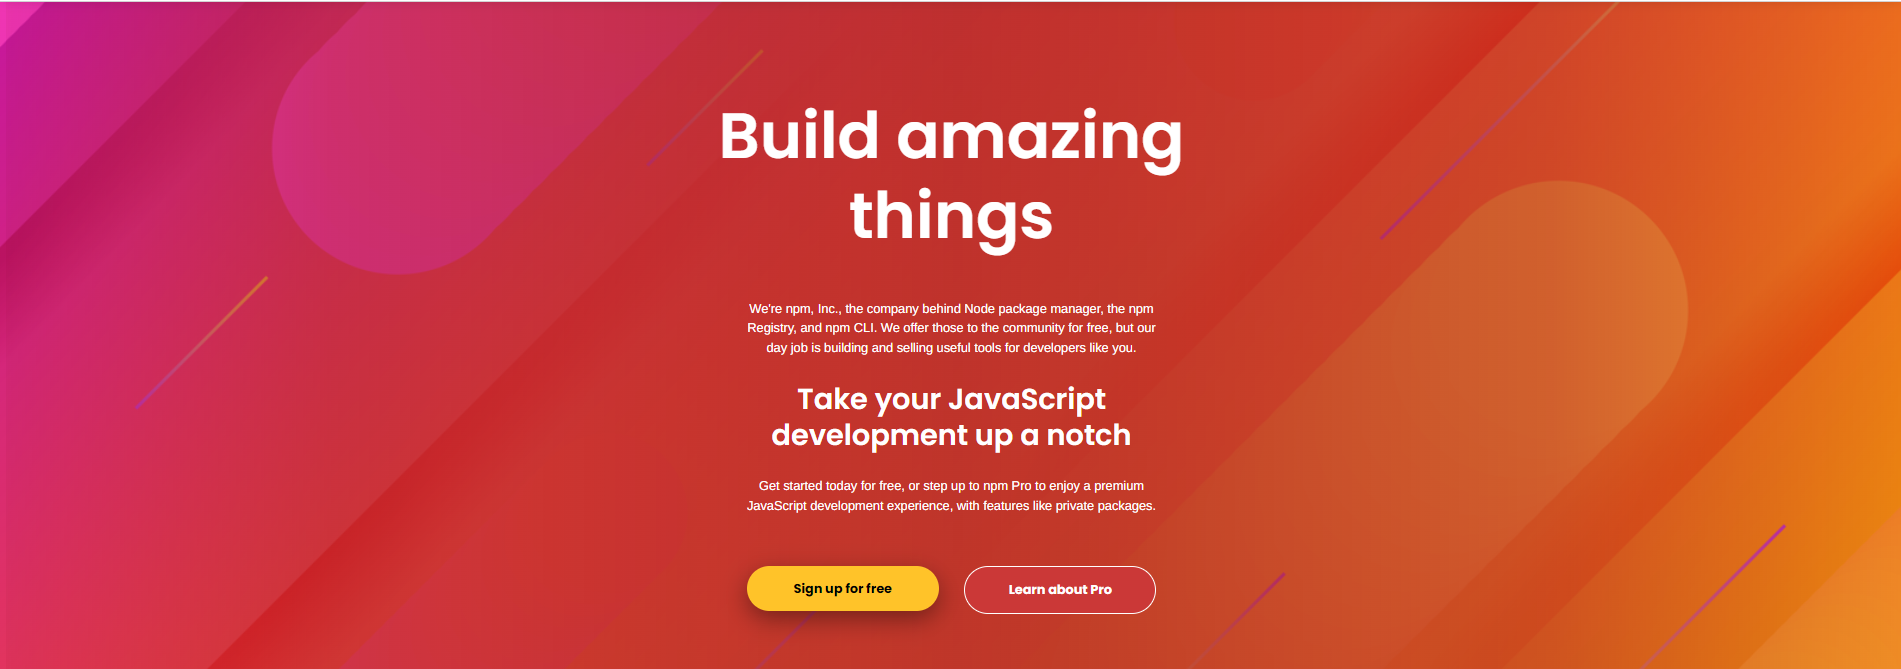 Build amazing
things
We're npm, Inc., the company behind Node package manager, the npm
Registry, and npm CLI. We offer those to the community for free, but our
day job is building and selling useful tools for developers like you.
Take your JavaScript
development up a notch
Get started today for free, or step up to npm Pro to enjoy a premium
JavaScript development experience, with features like private packages.
Sign up for free
Learn about Pro